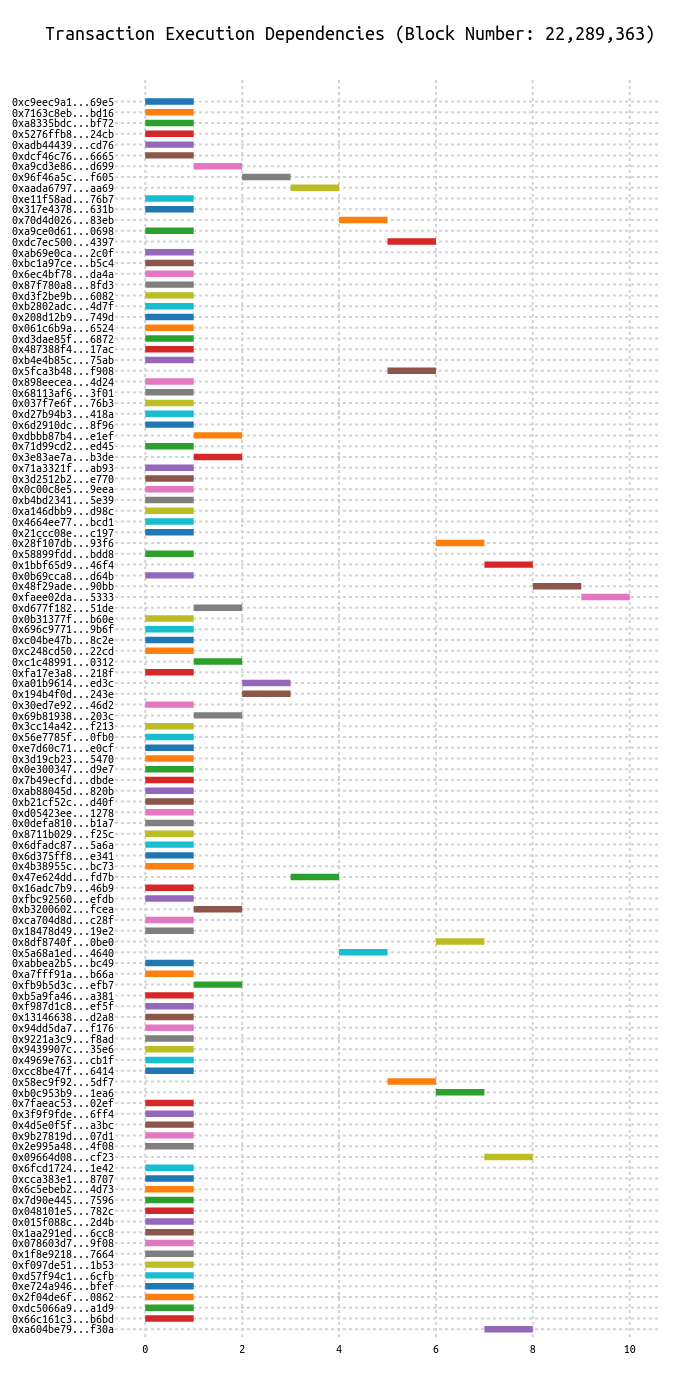 Transaction Execution Dependencies (Block Number: 22,289,363)
0xc9eec9a1...69e5
0x7163c8eb...bd16
0xa8335bdc...bf72
0x5276ffb8...24cb
0xadb44439...cd76
0xdcf46c76...6665
0xa9cd3e86...d699
0x96f46a5c...f605
0xaada6797...aa69
0xe11f58ad...76b7
0x317e4378...631b
0x70d4d026...83eb
0xa9ce0d61...0698
0xdc7ec500...4397
0xab69e0ca...2c0f
0xbc1a97ce...b5c4
0x6ec4bf78...da4a
0x87f780a8...8fd3
0xd3f2be9b...6082
0xb2802adc...4d7f
0x208d12b9...749d
0x061c6b9a...6524
0xd3dae85f...6872
0x487388f4...17ac
0xb4e4b85c...75ab
0x5fca3b48...f908
0x898eecea...4d24
0x68113af6...3f01
0x037f7e6f...76b3
0xd27b94b3...418a
0x6d2910dc...8f96
0xdbbb87b4...e1ef
0x71d99cd2...ed45
0x3e83ae7a...b3de
0x71a3321f...ab93
0x3d2512b2...e770
0x0c00c8e5...9eea
0xb4bd2341...5e39
0xa146dbb9...d98c
0x4664ee77...bcd1
0x21ccc08e...c197
0x28f107db...93f6
0x58899fdd...bdd8
0x1bbf65d9...46f4
0x0b69cca8...d64b
0x48f29ade...90bb
0xfaee02da...5333
0xd677f182...51de
0x0b31377f...b60e
0x696c9771...9b6f
0xc04be47b...8c2e
0xc248cd50...22cd
0xc1c48991...0312
0xfa17e3a8...218f
0xa01b9614...ed3c
0x194b4f0d...243e
0x30ed7e92...46d2
0x69b81938...203c
0x3cc14a42...f213
0x56e7785f...0fb0
0xe7d60c71...e0cf
0x3d19cb23...5470
0x0e300347...d9e7
0x7b49ecfd...dbde
0xab88045d...820b
0xb21cf52c...d40f
0xd05423ee...1278
0x0defa810...b1a7
0x8711b029...f25c
0x6dfadc87...5a6a
0x6d375ff8...e341
0x4b38955c...bc73
0x47e624dd...fd7b
0x16adc7b9...46b9
0xfbc92560...efdb
0xb3200602...fcea
0xca704d8d...c28f
0x18478d49...19e2
0x8df8740f...0be0
0x5a68a1ed...4640
0xabbea2b5...bc49
0xa7fff91a...b66a
0xfb9b5d3c...efb7
0xb5a9fa46...a381
0xf987d1c8...ef5f
0x13146638...d2a8
0x94dd5da7...f176
0x9221a3c9...f8ad
0x9439907c...35e6
0x4969e763...cb1f
0xcc8be47f...6414
0x58ec9f92...5df7
0xb0c953b9...1ea6
0x7faeac53...02ef
0x3f9f9fde...6ff4
0x4d5e0f5f...a3bc
0x9b27819d...07d1
0x2e995a48...4f08
0x09664d08...cf23
0x6fcd1724...1e42
0xcca383e1...8707
0x6c5ebeb2...4d73
0x7d90e445...7596
0x048101e5...782c
0x015f088c...2d4b
0x1aa291ed...6cc8
0x078603d7...9f08
0x1f8e9218...7664
0xf097de51...1b53
0xd57f94c1...6cfb
0xe724a946...bfef
0x2f04de6f...0862
0xdc5066a9...a1d9
0x66c161c3...b6bd
0xa604be79...f30a
0 2 4 6 8 10